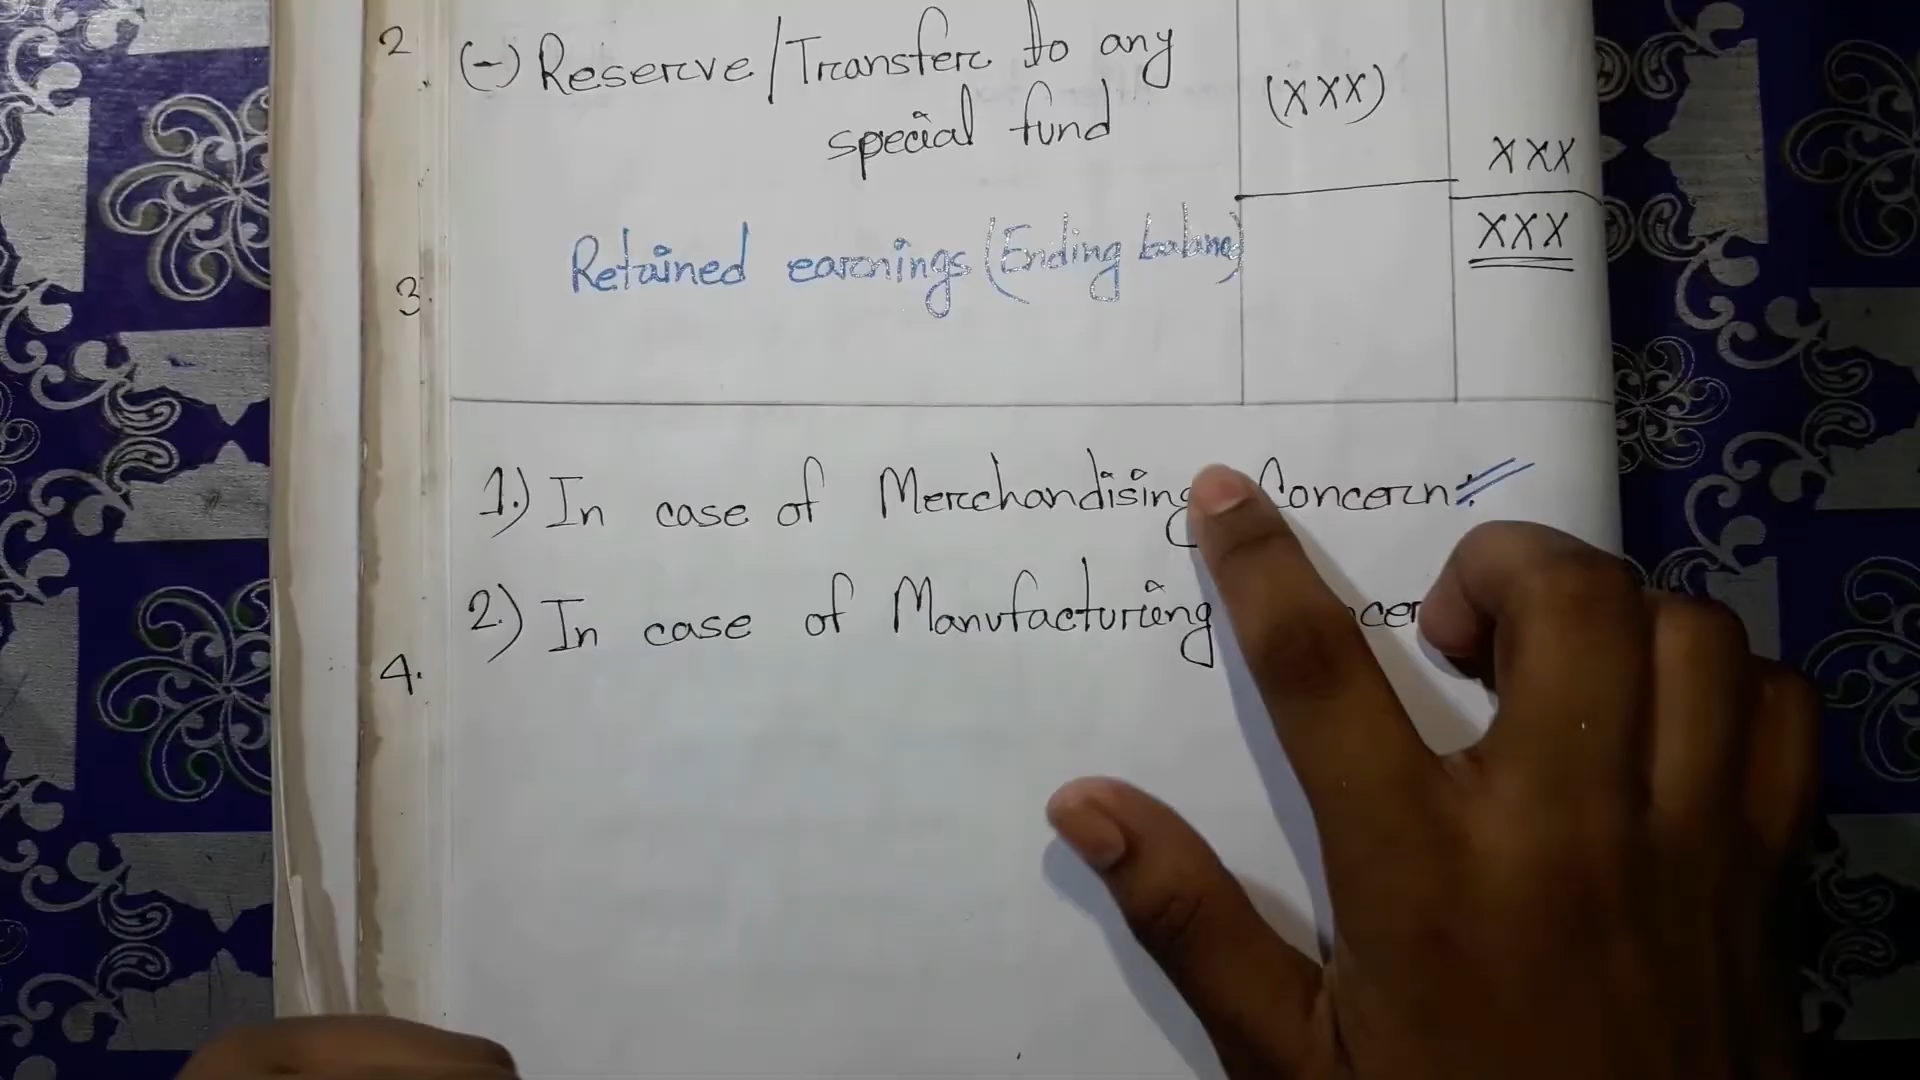 2
(-) Reserve/Transfer to any
special fund
(XXX)
XXX
Retained earnings (Ending balance)
XXX
3.
1.) In case of Merchandising Concern:
2.) In case of Manufacturing
4.